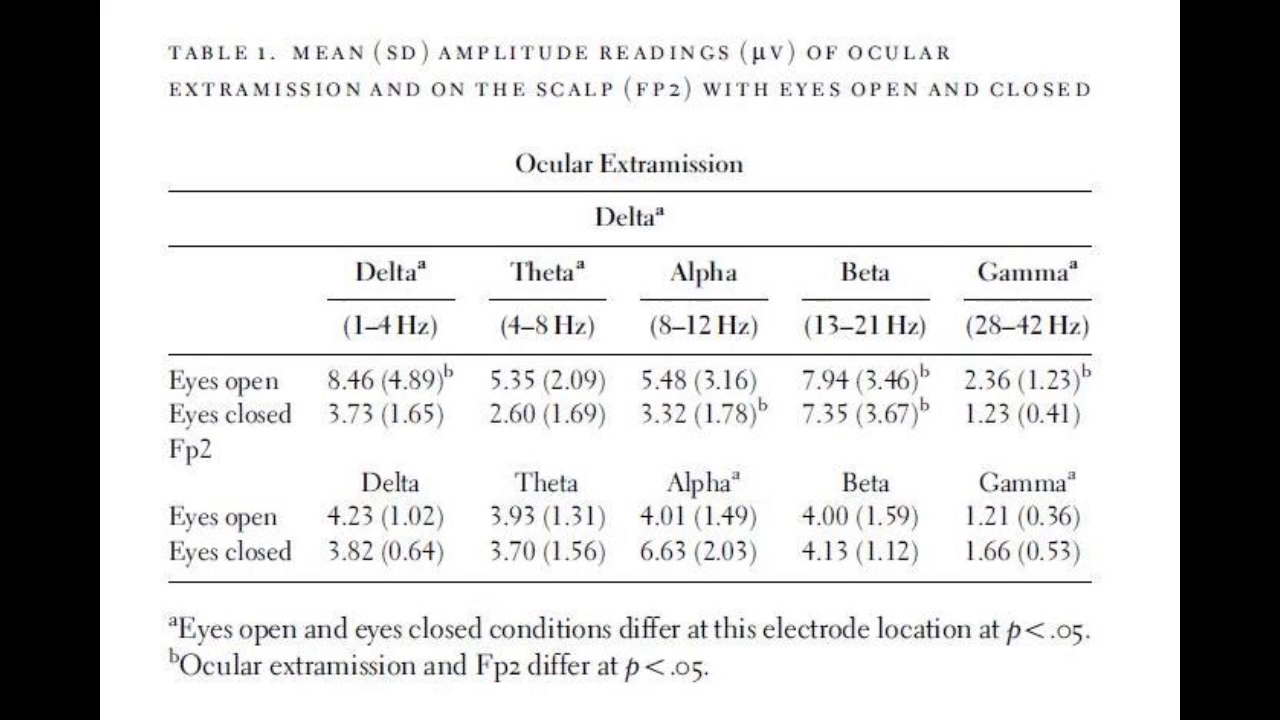 TABLE 1. MEAN (SD) AMPLITUDE READINGS (μV) OF OCULAR
EXTRAMISSION AND ON THE SCALP (FP2) WITH EYES OPEN AND CLOSED
Ocular Extramission
Deltaᵃ
Deltaᵃ Thetaᵃ Alpha Beta Gammaᵃ
(1–4 Hz) (4–8 Hz) (8–12 Hz) (13–21 Hz) (28–42 Hz)
Eyes open 8.46 (4.89)ᵇ 5.35 (2.09) 5.48 (3.16) 7.94 (3.46)ᵇ 2.36 (1.23)ᵇ
Eyes closed 3.73 (1.65) 2.60 (1.69) 3.32 (1.78)ᵇ 7.35 (3.67)ᵇ 1.23 (0.41)
Fp2
Delta Theta Alphaᵃ Beta Gammaᵃ
Eyes open 4.23 (1.02) 3.93 (1.31) 4.01 (1.49) 4.00 (1.59) 1.21 (0.36)
Eyes closed 3.82 (0.64) 3.70 (1.56) 6.63 (2.03) 4.13 (1.12) 1.66 (0.53)
ᵃEyes open and eyes closed conditions differ at this electrode location at p<.05.
ᵇOcular extramission and Fp2 differ at p<.05.